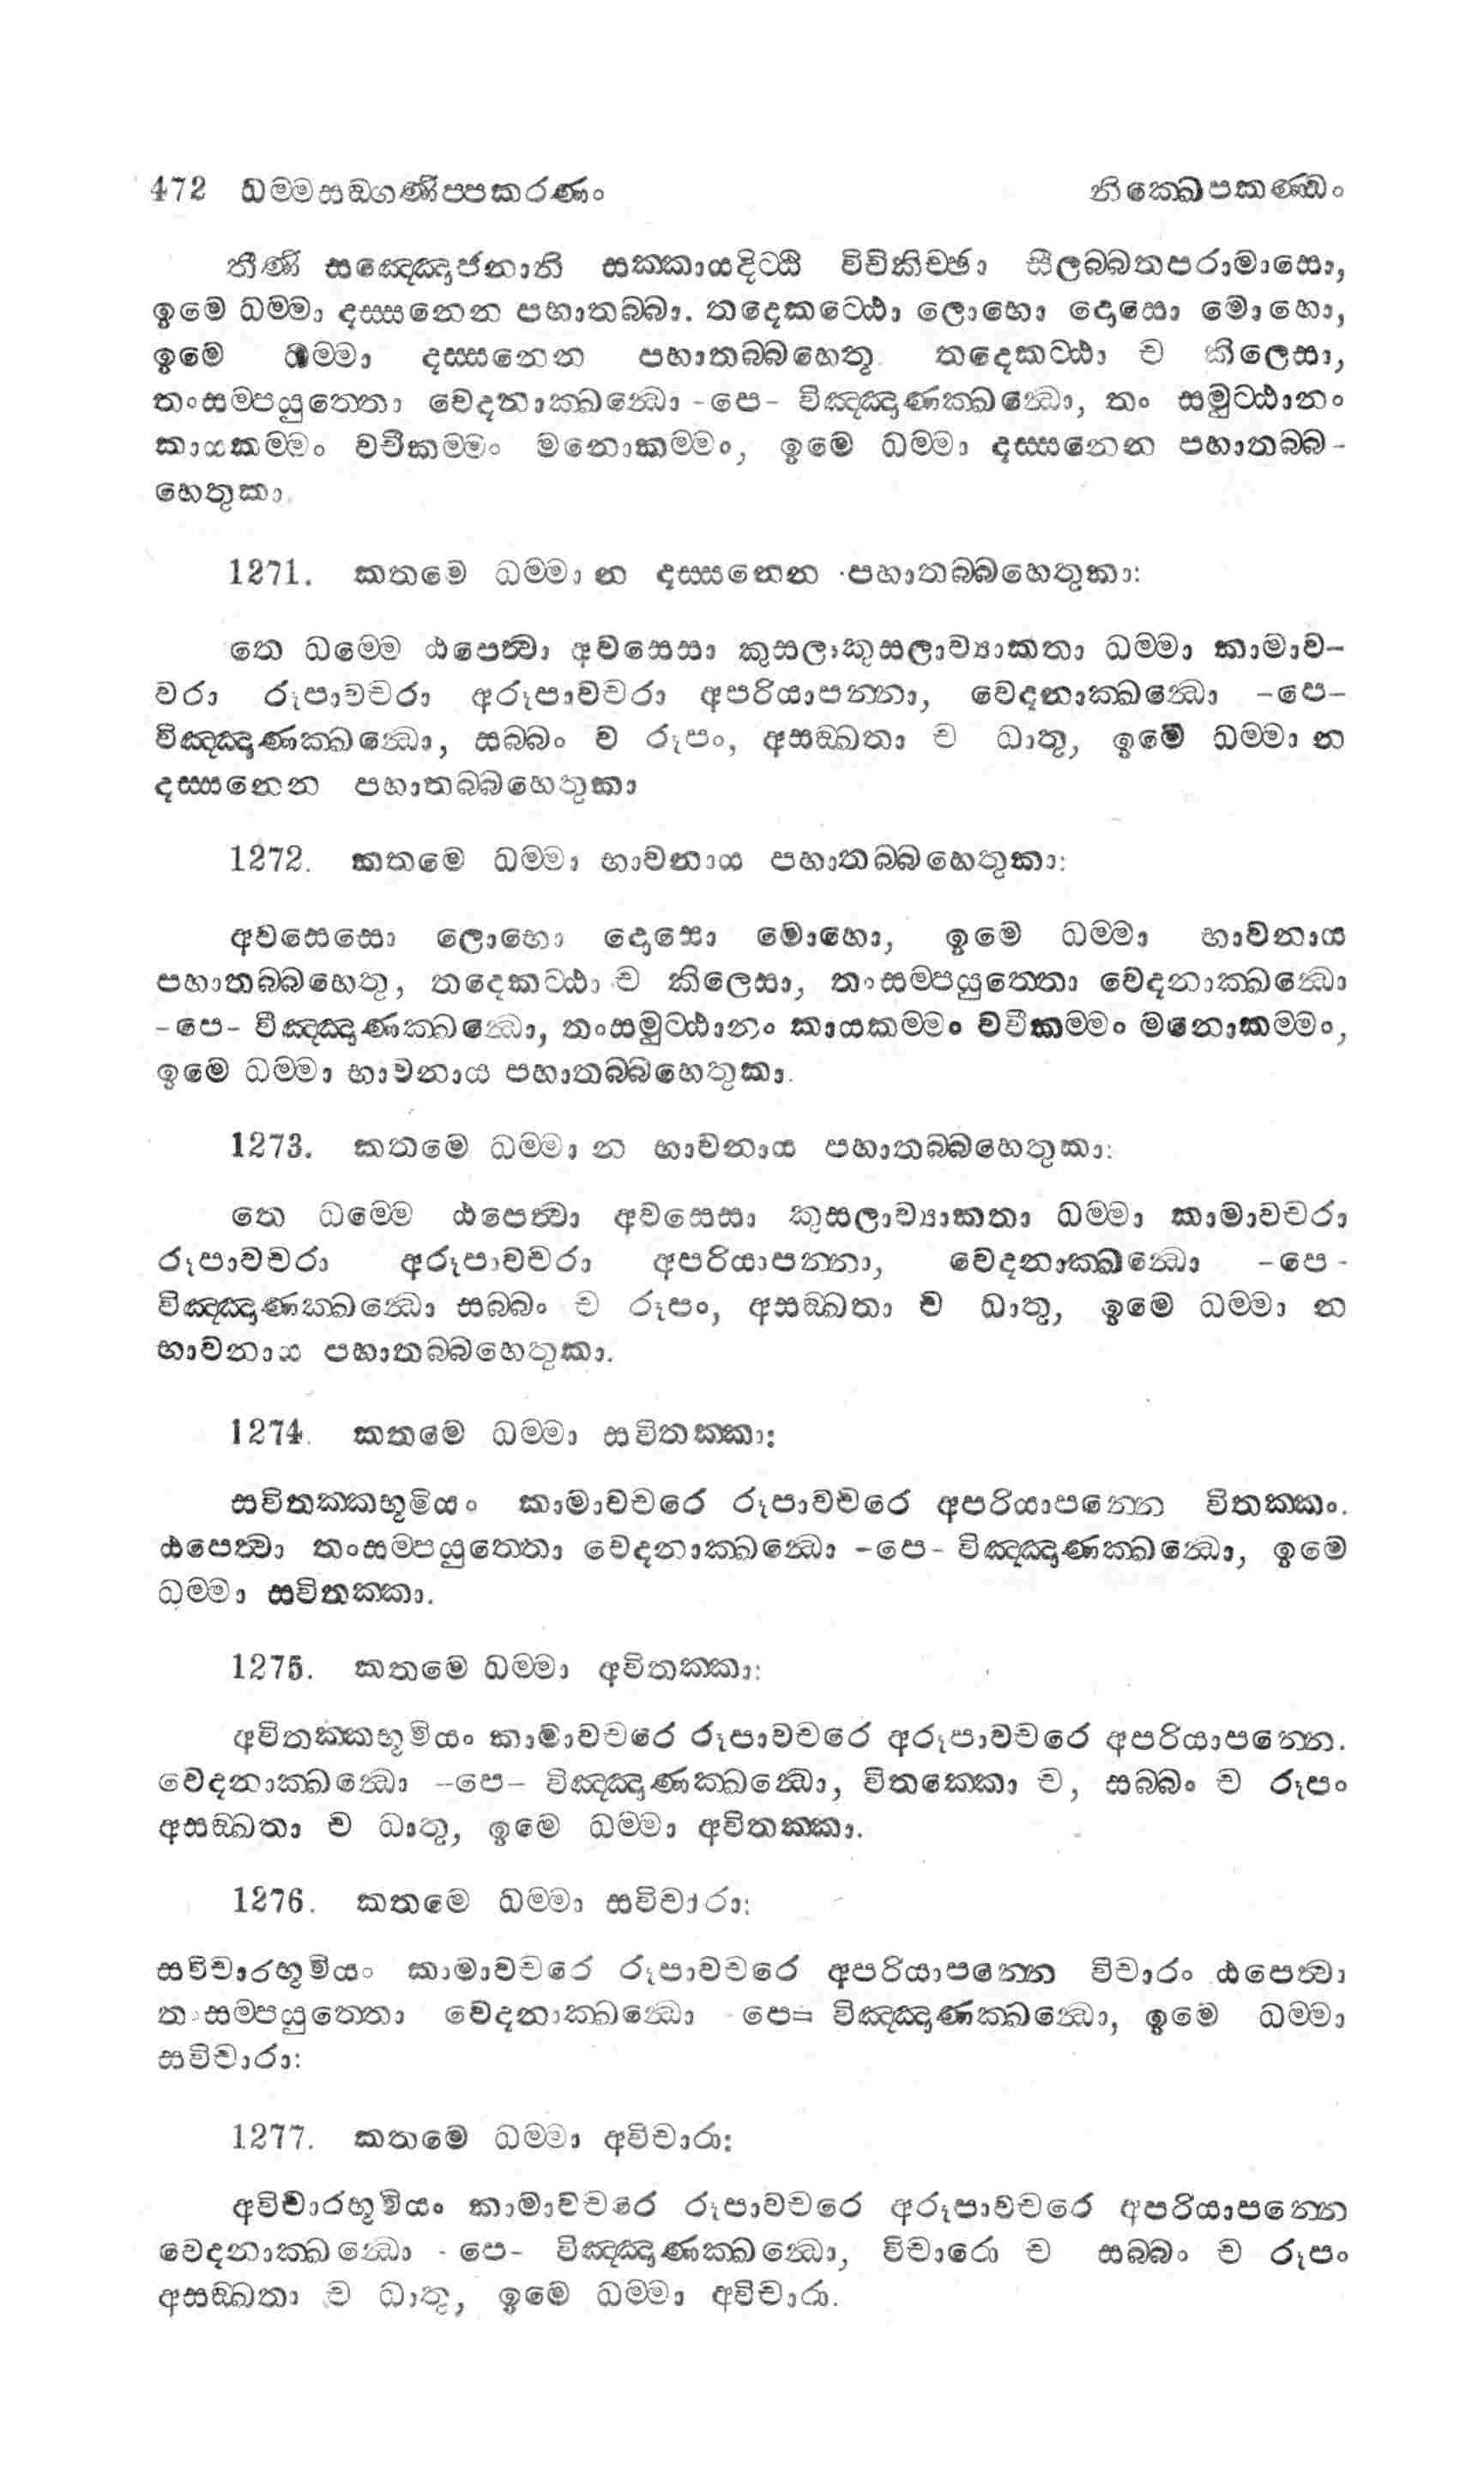 472 ධම්මසඞ්ගණිප්පකරණං නික්ඛෙපකණ්ඩං
තීණි සඤ්ඤොජනානි සක්කායදිට්ඨි විචිකිච්ඡා සීලබ්බතපරාමාසො,
ඉමෙ ධම්මා දස්සනෙන පහාතබ්බා. තදෙකට්ඨො ලොභො දොසො මොහො,
ඉමෙ ධම්මා දස්සනෙන පහාතබ්බහෙතූ. තදෙකට්ඨා ච කිලෙසා,
තංසම්පයුත්තො වෙදනාක්ඛන්ධො -පෙ- විඤ්ඤාණක්ඛන්ධො, තං සමුට්ඨානං
කායකම්මං වචීකම්මං මනොකම්මං, ඉමෙ ධම්මා දස්සනෙන පහාතබ්බ-
හෙතුකා.
1271. කතමෙ ධම්මා න දස්සනෙන පහාතබ්බහෙතුකා:
තෙ ධම්මෙ ඨපෙත්වා අවසෙසා කුසලාකුසලාව්‍යාකතා ධම්මා කාමාව-
චරා රූපාවචරා අරූපාවචරා අපරියාපන්නා, වෙදනාක්ඛන්ධො -පෙ-
විඤ්ඤාණක්ඛන්ධො, සබ්බං ච රූපං, අසඞ්ඛතා ච ධාතු, ඉමෙ ධම්මා න
දස්සනෙන පහාතබ්බහෙතුකා
1272. කතමෙ ධම්මා භාවනාය පහාතබ්බහෙතුකා:
අවසෙසො ලොභො දොසො මොහො, ඉමෙ ධම්මා භාවනාය
පහාතබ්බහෙතු, තදෙකට්ඨා ච කිලෙසා, තංසම්පයුත්තො වෙදනාක්ඛන්ධො
-පෙ- විඤ්ඤාණක්ඛන්ධො, තංසමුට්ඨානං කායකම්මං වචීකම්මං මනොකම්මං,
ඉමෙ ධම්මා භාවනාය පහාතබ්බහෙතුකා.
1273. කතමෙ ධම්මා න භාවනාය පහාතබ්බහෙතුකා:
තෙ ධම්මෙ ඨපෙත්වා අවසෙසා කුසලාව්‍යාකතා ධම්මා කාමාවචරා
රූපාවචරා අරූපාවචරා අපරියාපන්නා, වෙදනාක්ඛන්ධො -පෙ-
විඤ්ඤාණක්ඛන්ධො සබ්බං ච රූපං, අසඞ්ඛතා ච ධාතු, ඉමෙ ධම්මා න
භාවනාය පහාතබ්බහෙතුකා.
1274. කතමෙ ධම්මා සවිතක්කා:
සවිතක්කභූමියං කාමාවචරෙ රූපාවචරෙ අපරියාපන්නෙ විතක්කං.
ඨපෙත්වා තංසම්පයුත්තො වෙදනාක්ඛන්ධො -පෙ- විඤ්ඤාණක්ඛන්ධො, ඉමෙ
ධම්මා සවිතක්කා.
1275. කතමෙ ධම්මා අවිතක්කා:
අවිතක්කභූමියං කාමාවචරෙ රූපාවචරෙ අරූපාවචරෙ අපරියාපන්නෙ.
වෙදනාක්ඛන්ධො -පෙ- විඤ්ඤාණක්ඛන්ධො, විතක්කො ච, සබ්බං ච රූපං
අසඞ්ඛතා ච ධාතු, ඉමෙ ධම්මා අවිතක්කා.
1276. කතමෙ ධම්මා සවිචාරා:
සවිචාරභූමියං කාමාවචරෙ රූපාවචරෙ අපරියාපන්නෙ විචාරං ඨපෙත්වා
තංසම්පයුත්තො වෙදනාක්ඛන්ධො -පෙ- විඤ්ඤාණක්ඛන්ධො, ඉමෙ ධම්මා
සවිචාරා:
1277. කතමෙ ධම්මා අවිචාරා:
අවිචාරභූමියං කාමාවචරෙ රූපාවචරෙ අරූපාවචරෙ අපරියාපන්නෙ
වෙදනාක්ඛන්ධො -පෙ- විඤ්ඤාණක්ඛන්ධො, විචාරො ච සබ්බං ච රූපං
අසඞ්ඛතා ච ධාතු, ඉමෙ ධම්මා අවිචාරා.